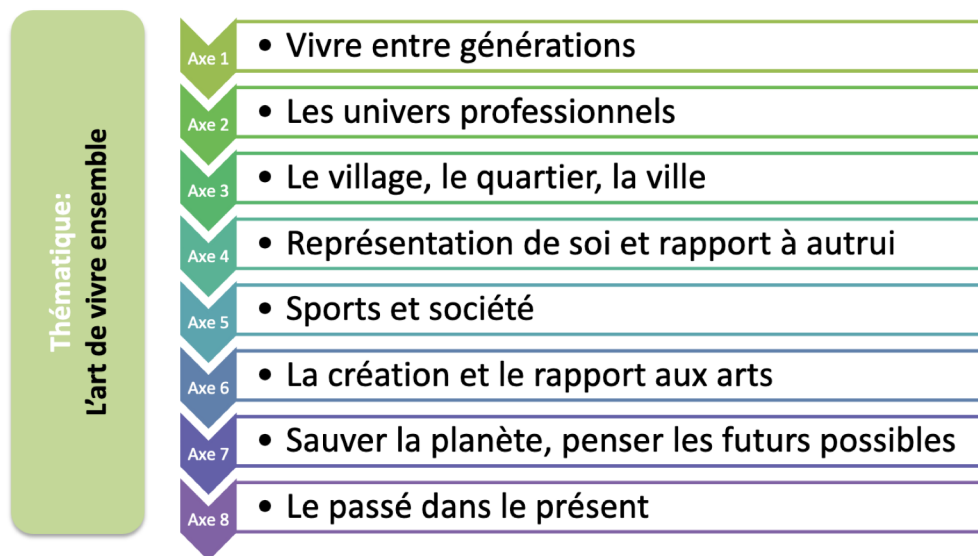 Thématique:
L'art de vivre ensemble
Axe 1
• Vivre entre générations
Axe 2
• Les univers professionnels
Axe 3
• Le village, le quartier, la ville
Axe 4
• Représentation de soi et rapport à autrui
Axe 5
• Sports et société
Axe 6
• La création et le rapport aux arts
Axe 7
• Sauver la planète, penser les futurs possibles
Axe 8
• Le passé dans le présent